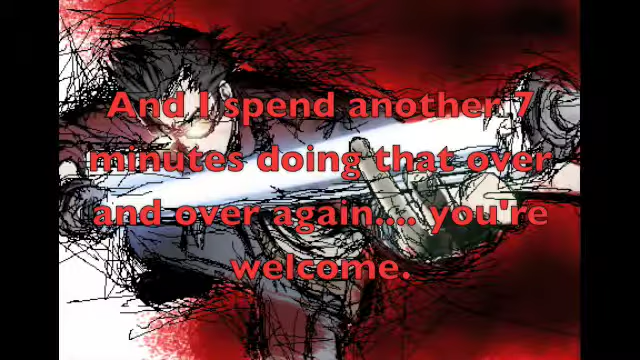 And I spend another 7
minutes doing that over
and over again.... you're
welcome.